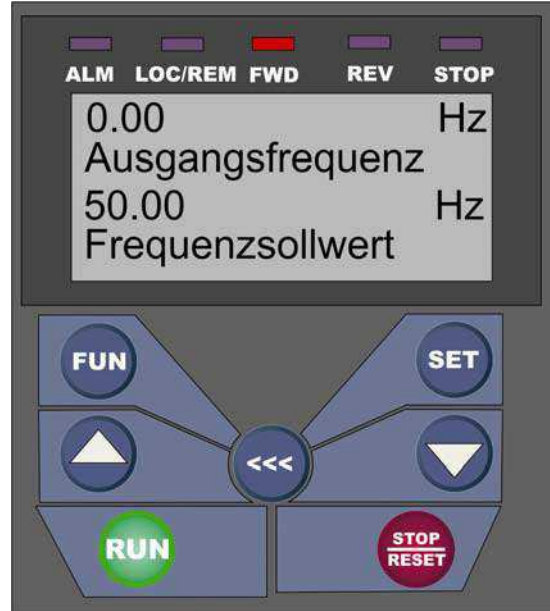 ALM LOC/REM FWD REV STOP
0.00 Hz
Ausgangsfrequenz
50.00 Hz
Frequenzsollwert
FUN SET
<<<
RUN STOP
RESET